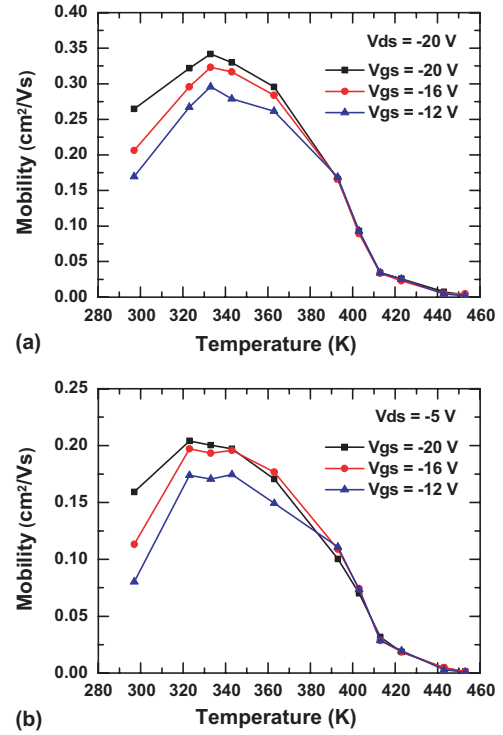 0.40
0.35
0.30
0.25
0.20
0.15
0.10
0.05
0.00
Mobility (cm²/Vs)
Vds = -20 V
Vgs = -20 V
Vgs = -16 V
Vgs = -12 V
280 300 320 340 360 380 400 420 440 460
(a)
Temperature (K)
0.25
0.20
0.15
0.10
0.05
0.00
Mobility (cm²/Vs)
Vds = -5 V
Vgs = -20 V
Vgs = -16 V
Vgs = -12 V
280 300 320 340 360 380 400 420 440 460
(b)
Temperature (K)